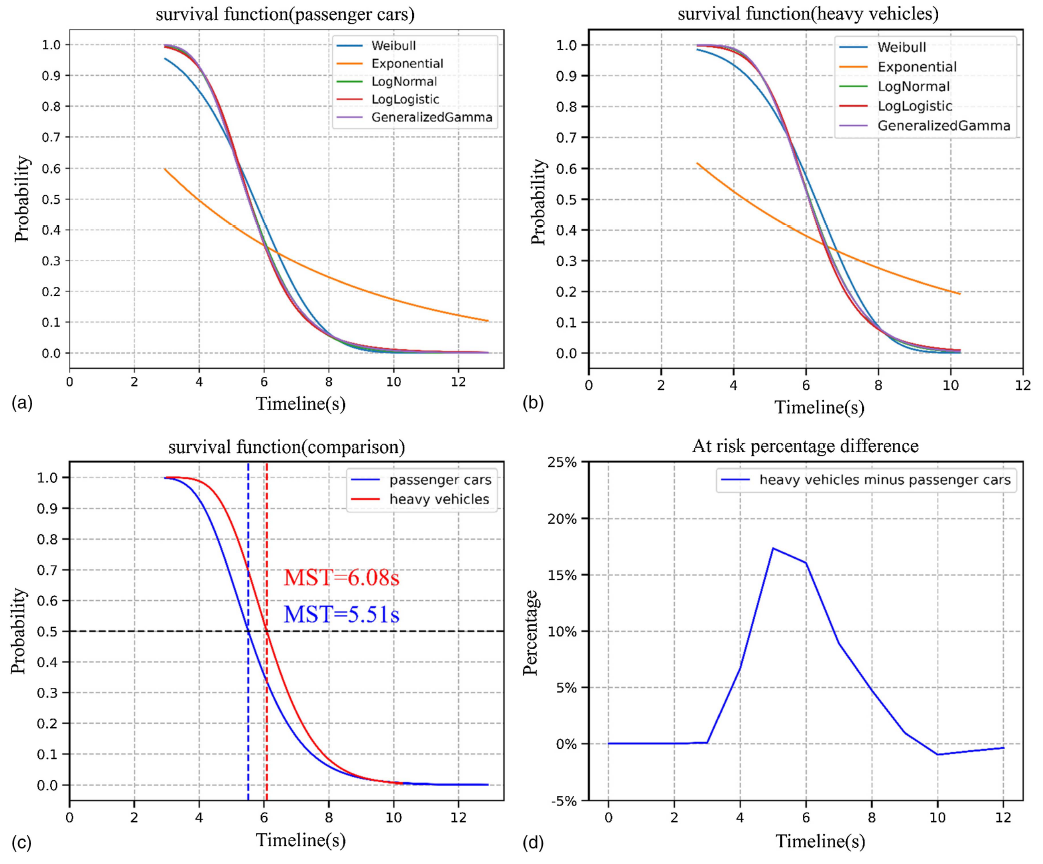 survival function(passenger cars)
1.0
0.9
0.8
0.7
0.6
0.5
0.4
0.3
0.2
0.1
0.0
Probability
Weibull
Exponential
LogNormal
LogLogistic
GeneralizedGamma
0 2 4 6 8 10 12
Timeline(s)
(a)
survival function(heavy vehicles)
1.0
0.9
0.8
0.7
0.6
0.5
0.4
0.3
0.2
0.1
0.0
Probability
Weibull
Exponential
LogNormal
LogLogistic
GeneralizedGamma
0 2 4 6 8 10 12
Timeline(s)
(b)
survival function(comparison)
1.0
0.9
0.8
0.7
0.6
0.5
0.4
0.3
0.2
0.1
0.0
Probability
passenger cars
heavy vehicles
MST=6.08s
MST=5.51s
0 2 4 6 8 10 12
Timeline(s)
(c)
At risk percentage difference
25%
20%
15%
10%
5%
0%
-5%
Percentage
heavy vehicles minus passenger cars
0 2 4 6 8 10 12
Timeline(s)
(d)